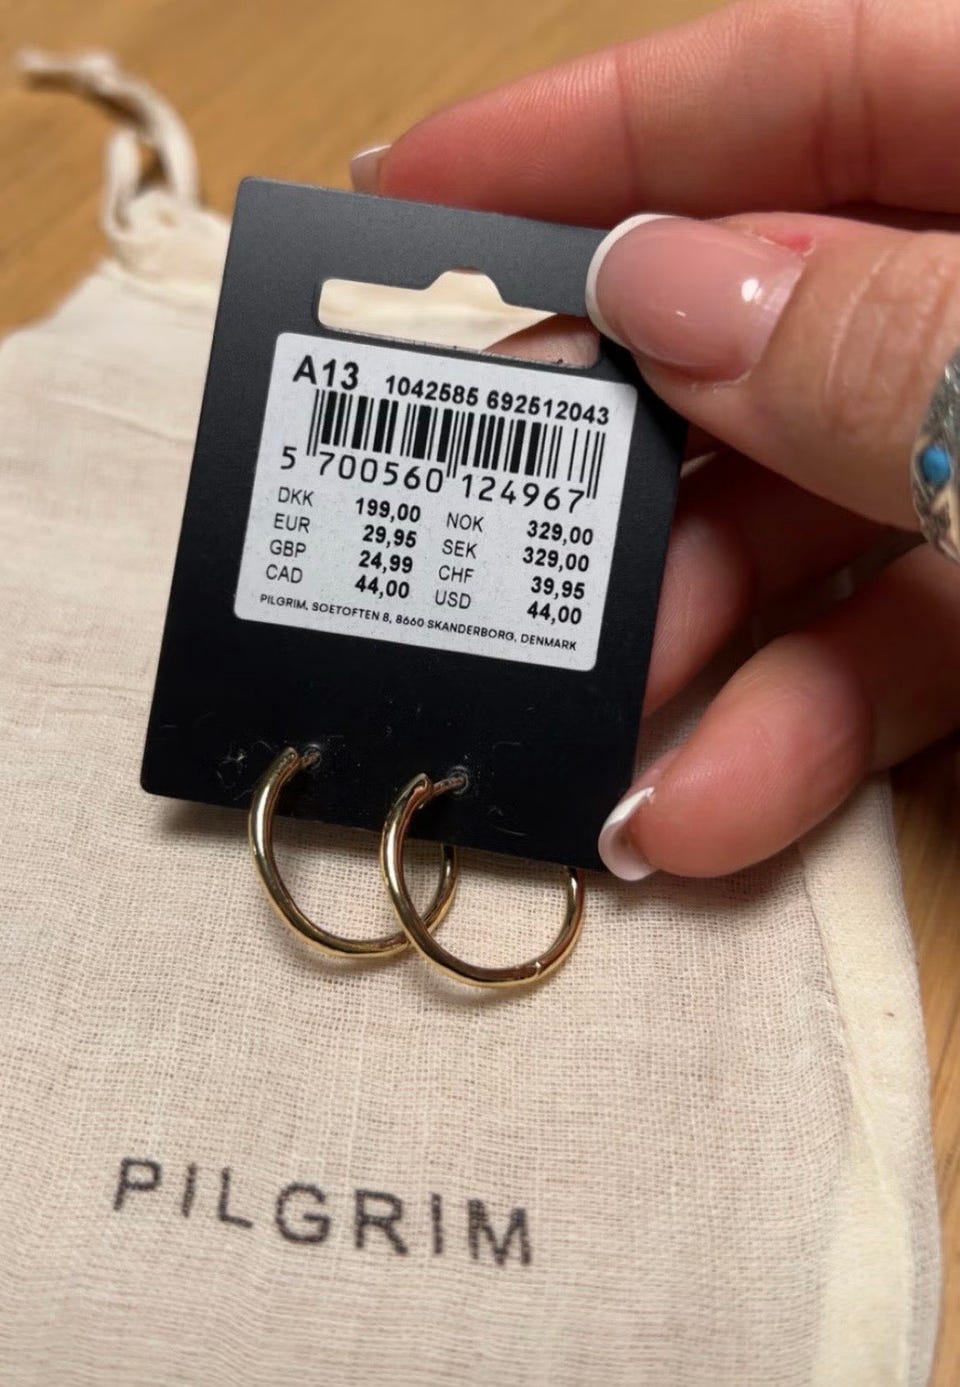 A13 1042585 692512043
5 700560 124967
DKK 199,00 NOK 329,00
EUR 29,95 SEK 329,00
GBP 24,99 CHF 39,95
CAD 44,00 USD 44,00
PILGRIM, SOETOFTEN 8, 8660 SKANDERBORG, DENMARK
PILGRIM